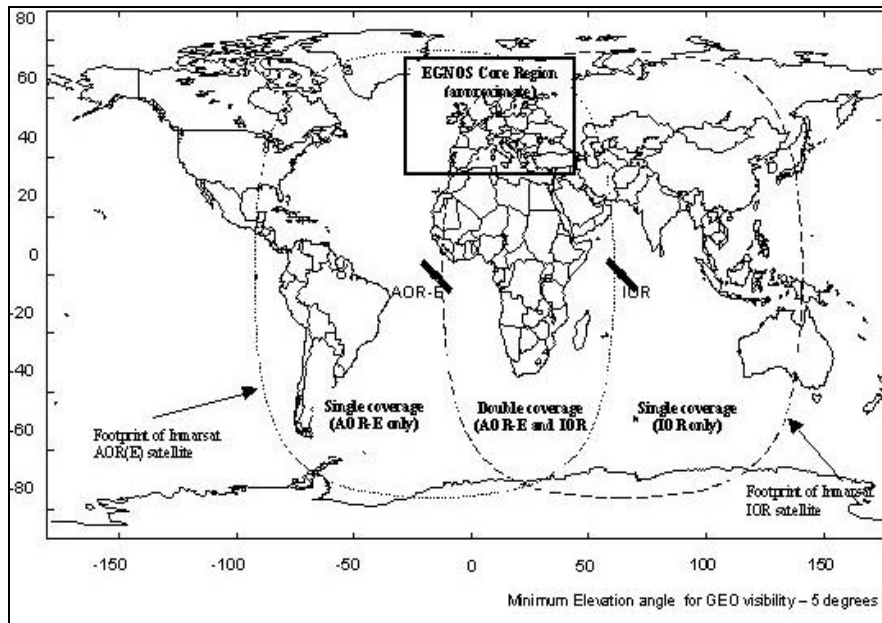 80
60
40
20
0
-20
-40
-60
-80
EGNOS Core Region
(approximate)
AOR-E
IOR
Single coverage
(AOR-E only)
Double coverage
(AOR-E and IOR)
Single coverage
(IOR only)
Footprint of Inmarsat
AOR(E) satellite
Footprint of Inmarsat
IOR satellite
-150
-100
-50
0
50
100
150
Minimum Elevation angle for GEO visibility – 5 degrees